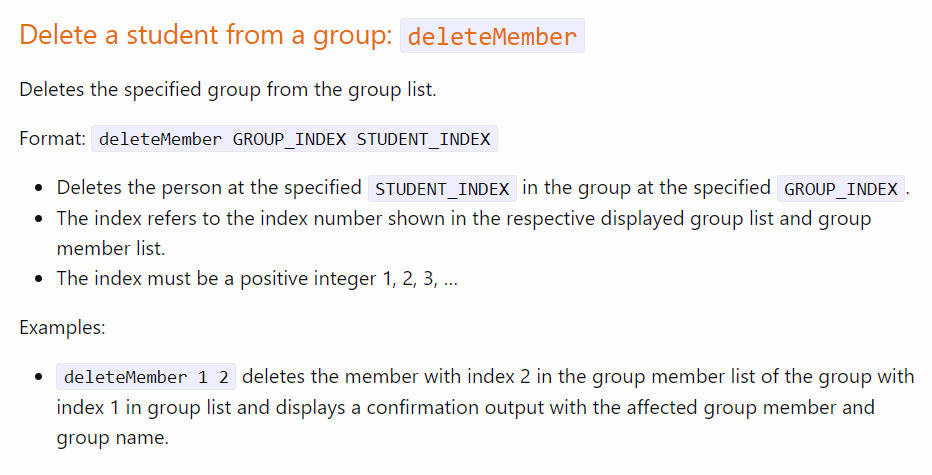 Delete a student from a group: deleteMember
Deletes the specified group from the group list.
Format: deleteMember GROUP_INDEX STUDENT_INDEX
• Deletes the person at the specified STUDENT_INDEX in the group at the specified GROUP_INDEX.
• The index refers to the index number shown in the respective displayed group list and group
member list.
• The index must be a positive integer 1, 2, 3, …
Examples:
• deleteMember 1 2 deletes the member with index 2 in the group member list of the group with
index 1 in group list and displays a confirmation output with the affected group member and
group name.